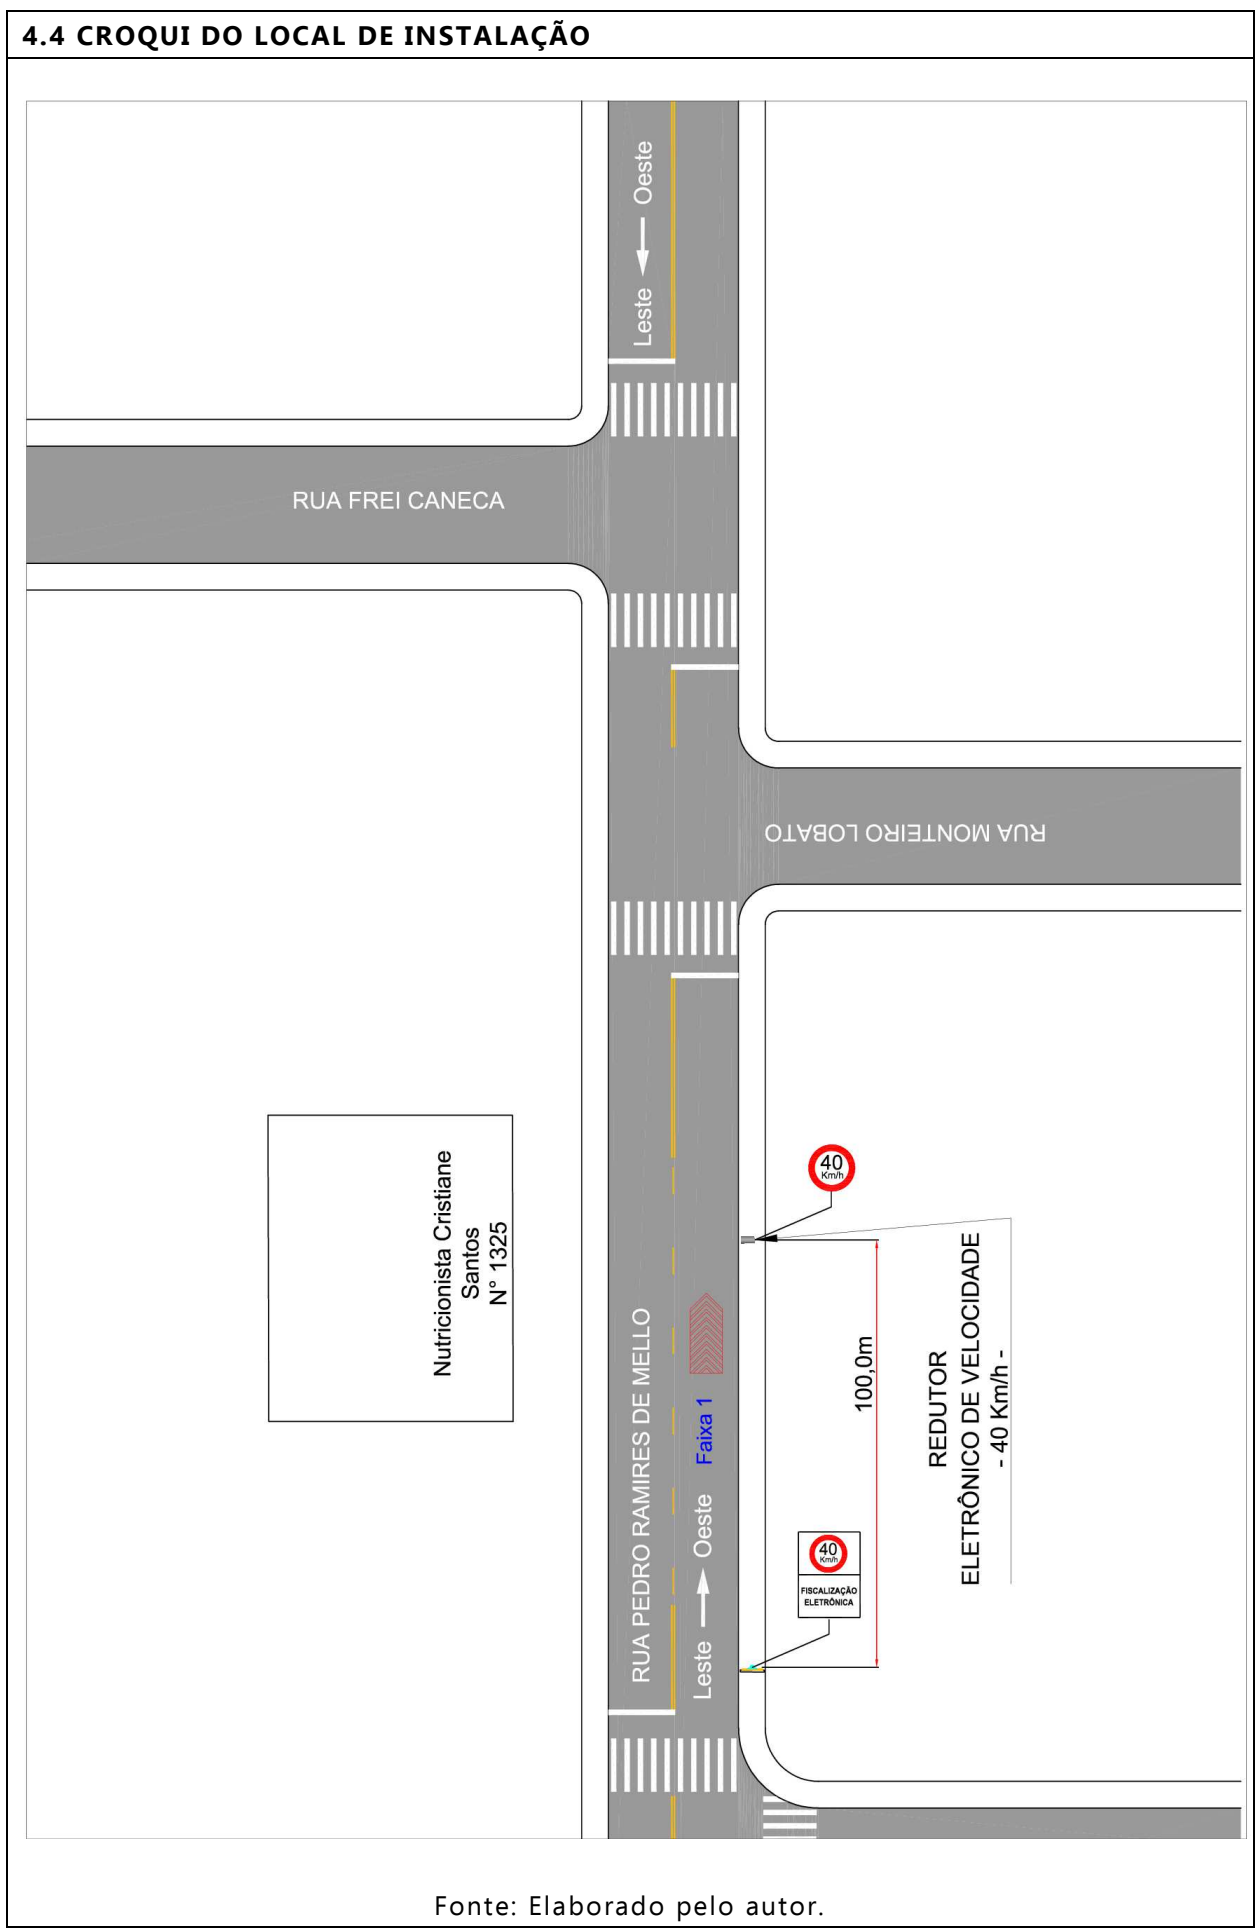 4.4 CROQUI DO LOCAL DE INSTALAÇÃO
Leste Oeste
RUA FREI CANECA
RUA MONTEIRO LOBATO
Nutricionista Cristiane
Santos
N° 1325
RUA PEDRO RAMIRES DE MELLO
Leste Oeste
Faixa 1
40
Km/h
100,0m
REDUTOR
ELETRÔNICO DE VELOCIDADE
- 40 Km/h -
40
Km/h
FISCALIZAÇÃO
ELETRÔNICA
Fonte: Elaborado pelo autor.